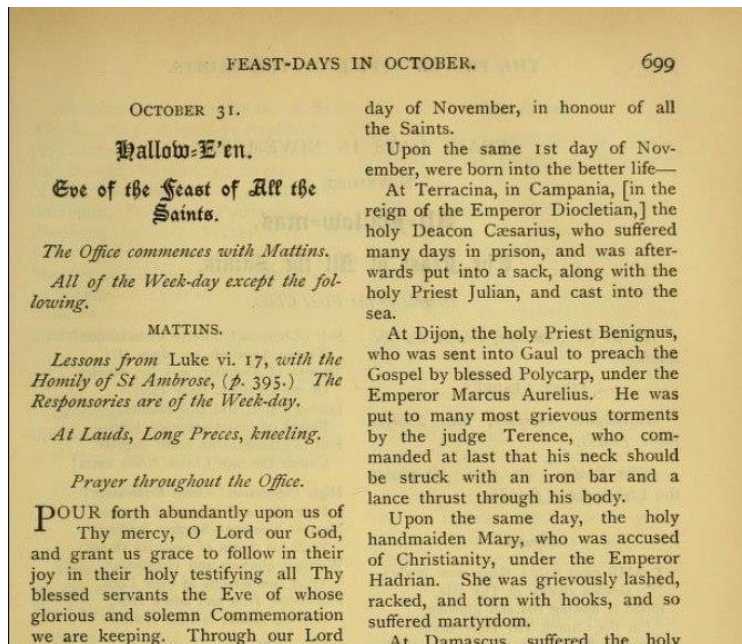 FEAST-DAYS IN OCTOBER. 699
OCTOBER 31.
Hallow-E'en.
Eve of the Feast of All the
Saints.
The Office commences with Mattins.
All of the Week-day except the fol-
lowing.
MATTINS.
Lessons from Luke vi. 17, with the
Homily of St Ambrose, (p. 395.) The
Responsories are of the Week-day.
At Lauds, Long Preces, kneeling.
Prayer throughout the Office.
POUR forth abundantly upon us of
Thy mercy, O Lord our God,
and grant us grace to follow in their
joy in their holy testifying all Thy
blessed servants the Eve of whose
glorious and solemn Commemoration
we are keeping. Through our Lord
day of November, in honour of all
the Saints.
Upon the same 1st day of Nov-
ember, were born into the better life—
At Terracina, in Campania, [in the
reign of the Emperor Diocletian,] the
holy Deacon Cæsarius, who suffered
many days in prison, and was after-
wards put into a sack, along with the
holy Priest Julian, and cast into the
sea.
At Dijon, the holy Priest Benignus,
who was sent into Gaul to preach the
Gospel by blessed Polycarp, under the
Emperor Marcus Aurelius. He was
put to many most grievous torments
by the judge Terence, who com-
manded at last that his neck should
be struck with an iron bar and a
lance thrust through his body.
Upon the same day, the holy
handmaiden Mary, who was accused
of Christianity, under the Emperor
Hadrian. She was grievously lashed,
racked, and torn with hooks, and so
suffered martyrdom.
At Damascus, suffered the holy